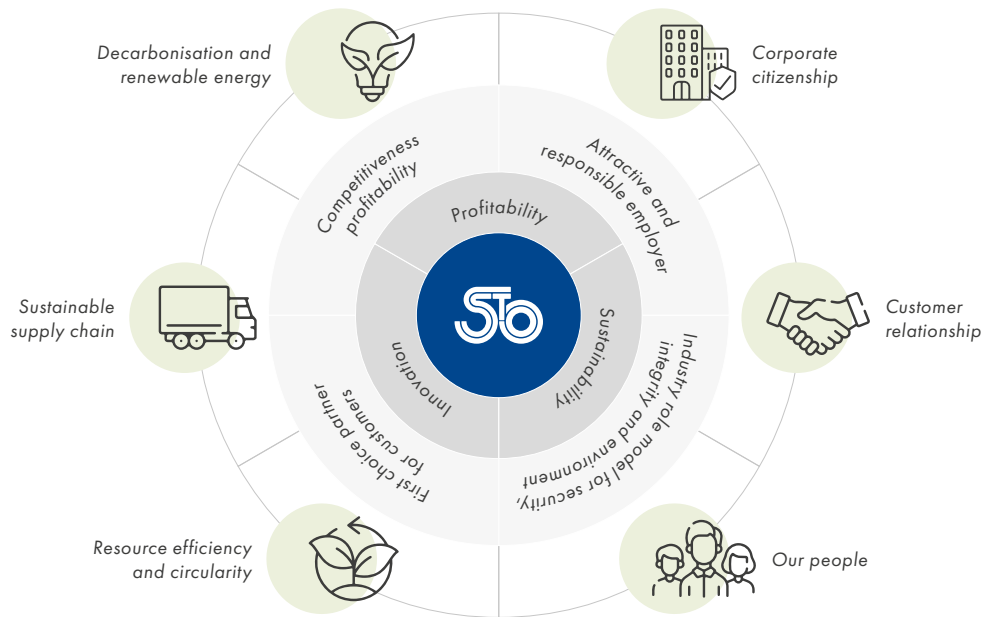 Decarbonisation and
renewable energy
Corporate
citizenship
Competitiveness
profitability
Attractive and
responsible employer
Profitability
Sustainable
supply chain
STO
Customer
relationship
Innovation
Sustainability
First choice partner
for customers
Industry role model for security,
integrity and environment
Resource efficiency
and circularity
Our people